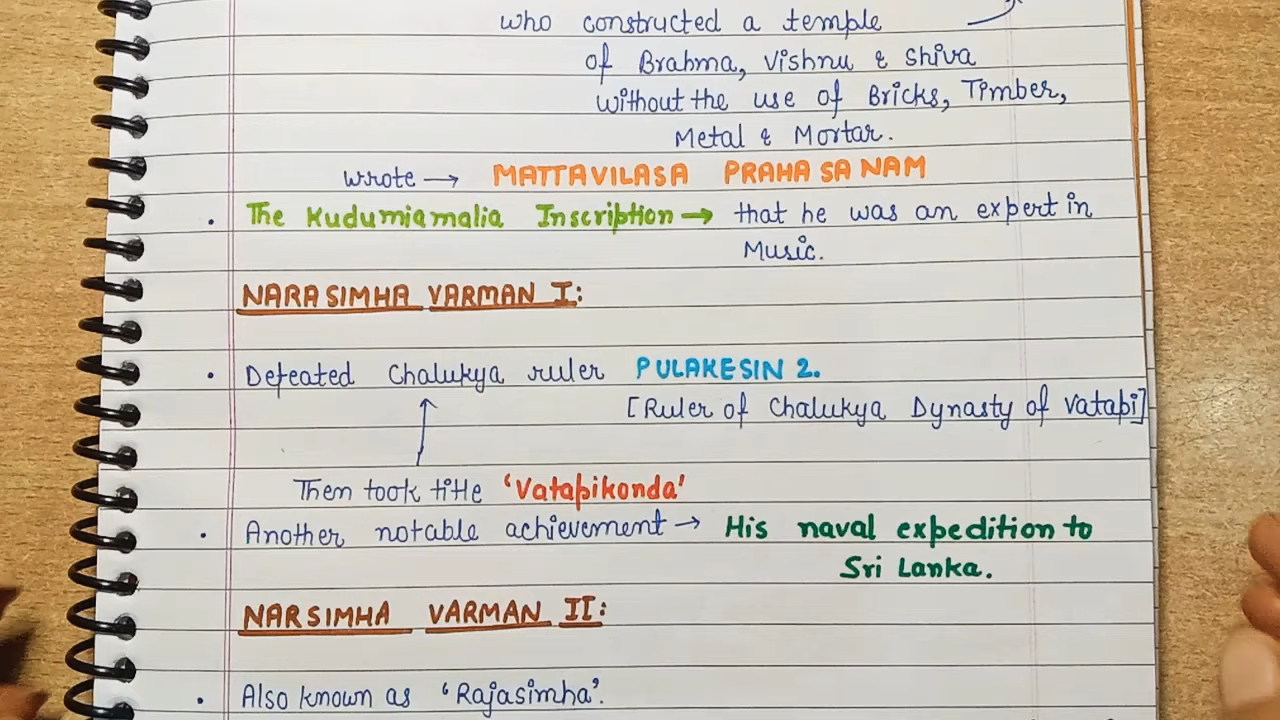 who constructed a temple
of Brahma, Vishnu & Shiva
without the use of Bricks, Timber,
Metal & Mortar.
wrote → MATTAVILASA PRAHASANAM
• The Kudumiamalia Inscription → that he was an expert in
Music.
NARASIMHA VARMAN I:
• Defeated Chalukya ruler PULAKESIN 2.
[Ruler of Chalukya Dynasty of Vatapi]
Then took title 'Vatapikonda'
• Another notable achievement → His naval expedition to
Sri Lanka.
NARSIMHA VARMAN II:
• Also known as 'Rajasimha'.